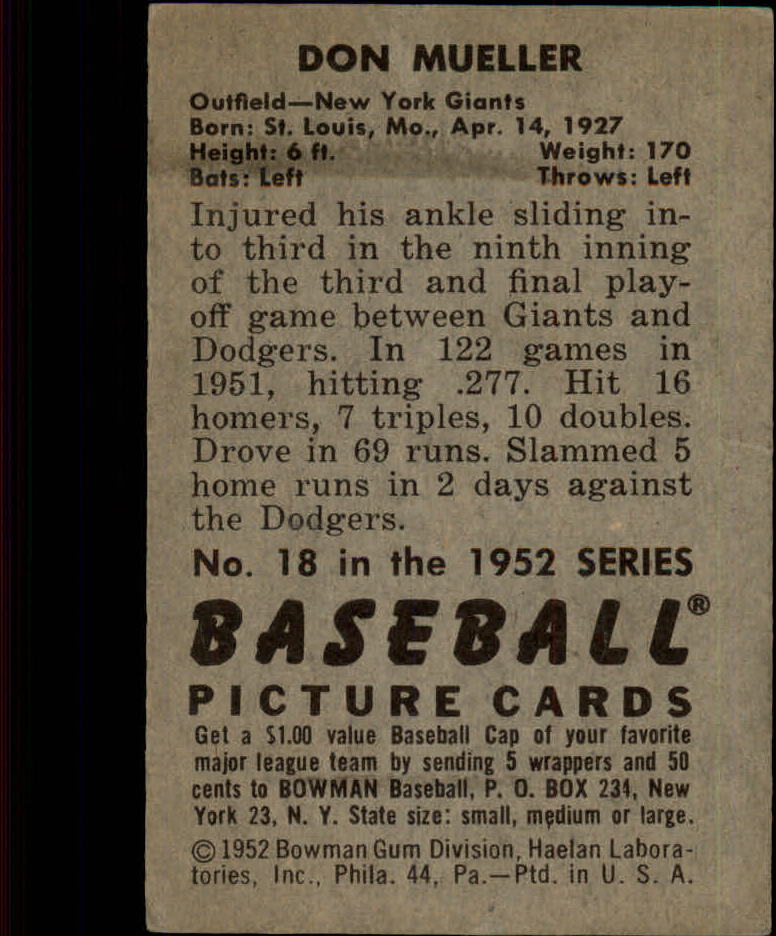 DON MUELLER
Outfield—New York Giants
Born: St. Louis, Mo., Apr. 14, 1927
Height: 6 ft. Weight: 170
Bats: Left Throws: Left
Injured his ankle sliding in-
to third in the ninth inning
of the third and final play-
off game between Giants and
Dodgers. In 122 games in
1951, hitting .277. Hit 16
homers, 7 triples, 10 doubles.
Drove in 69 runs. Slammed 5
home runs in 2 days against
the Dodgers.
No. 18 in the 1952 SERIES
BASEBALL®
PICTURE CARDS
Get a $1.00 value Baseball Cap of your favorite
major league team by sending 5 wrappers and 50
cents to BOWMAN Baseball, P. O. BOX 234, New
York 23, N. Y. State size: small, medium or large.
© 1952 Bowman Gum Division, Haelan Labora-
tories, Inc., Phila. 44, Pa.—Ptd. in U. S. A.